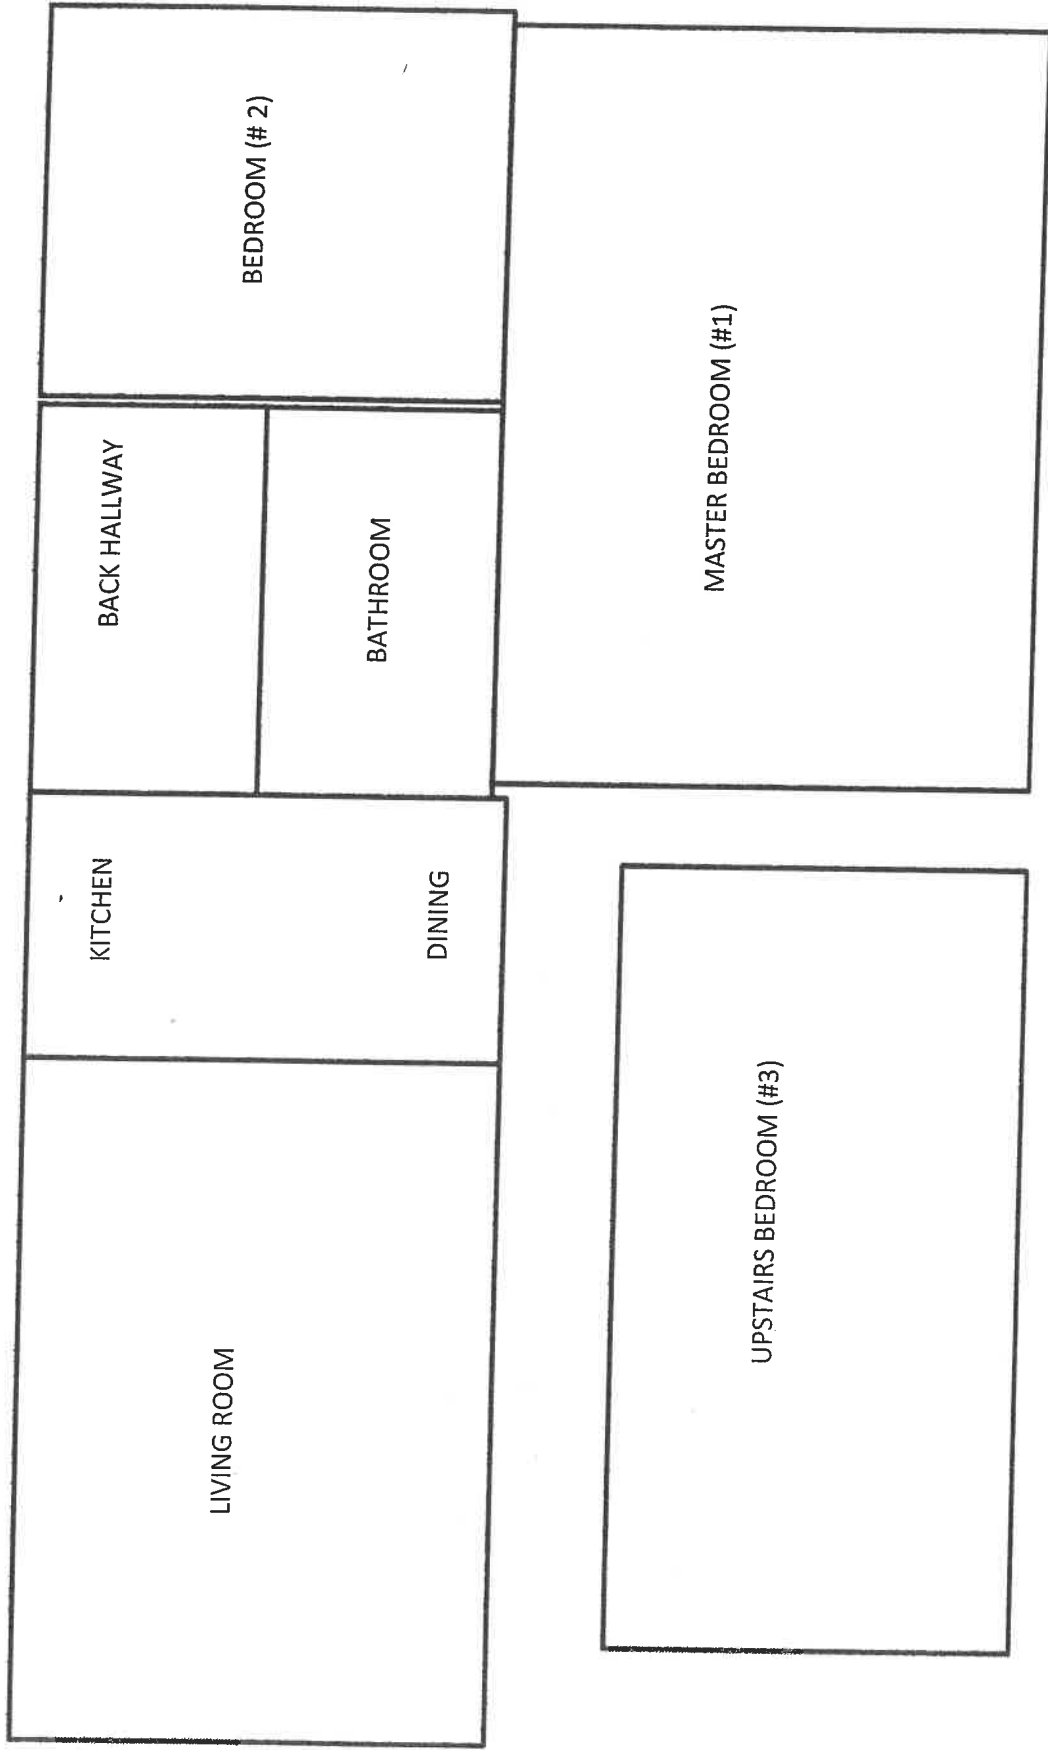 BACK HALLWAY
BEDROOM (# 2)
KITCHEN
LIVING ROOM
BATHROOM
DINING
MASTER BEDROOM (#1)
UPSTAIRS BEDROOM (#3)